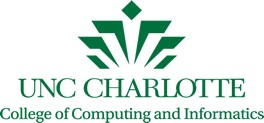 UNC CHARLOTTE
College of Computing and Informatics